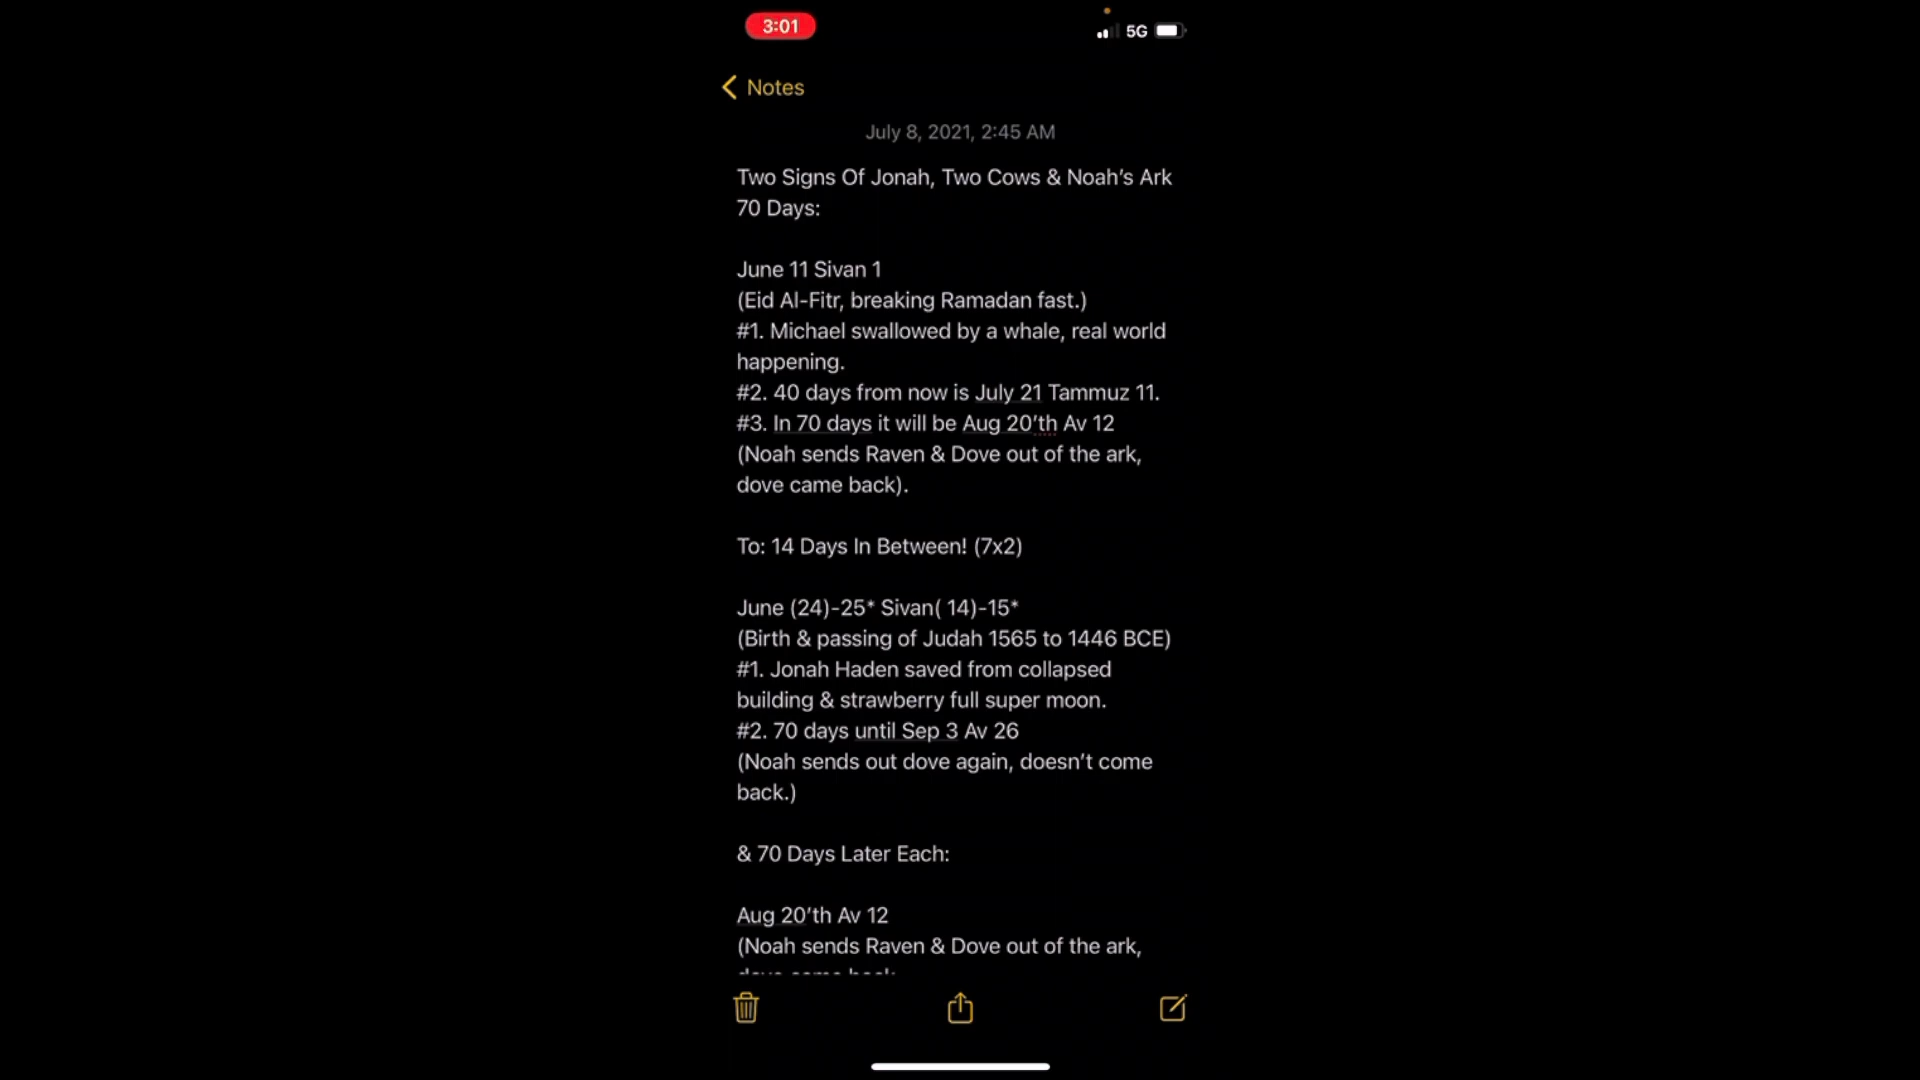 3:01
5G
Notes
July 8, 2021, 2:45 AM
Two Signs Of Jonah, Two Cows & Noah's Ark
70 Days:
June 11 Sivan 1
(Eid Al-Fitr, breaking Ramadan fast.)
#1. Michael swallowed by a whale, real world
happening.
#2. 40 days from now is July 21 Tammuz 11.
#3. In 70 days it will be Aug 20'th Av 12
(Noah sends Raven & Dove out of the ark,
dove came back).
To: 14 Days In Between! (7x2)
June (24)-25* Sivan( 14)-15*
(Birth & passing of Judah 1565 to 1446 BCE)
#1. Jonah Haden saved from collapsed
building & strawberry full super moon.
#2. 70 days until Sep 3 Av 26
(Noah sends out dove again, doesn't come
back.)
& 70 Days Later Each:
Aug 20'th Av 12
(Noah sends Raven & Dove out of the ark,